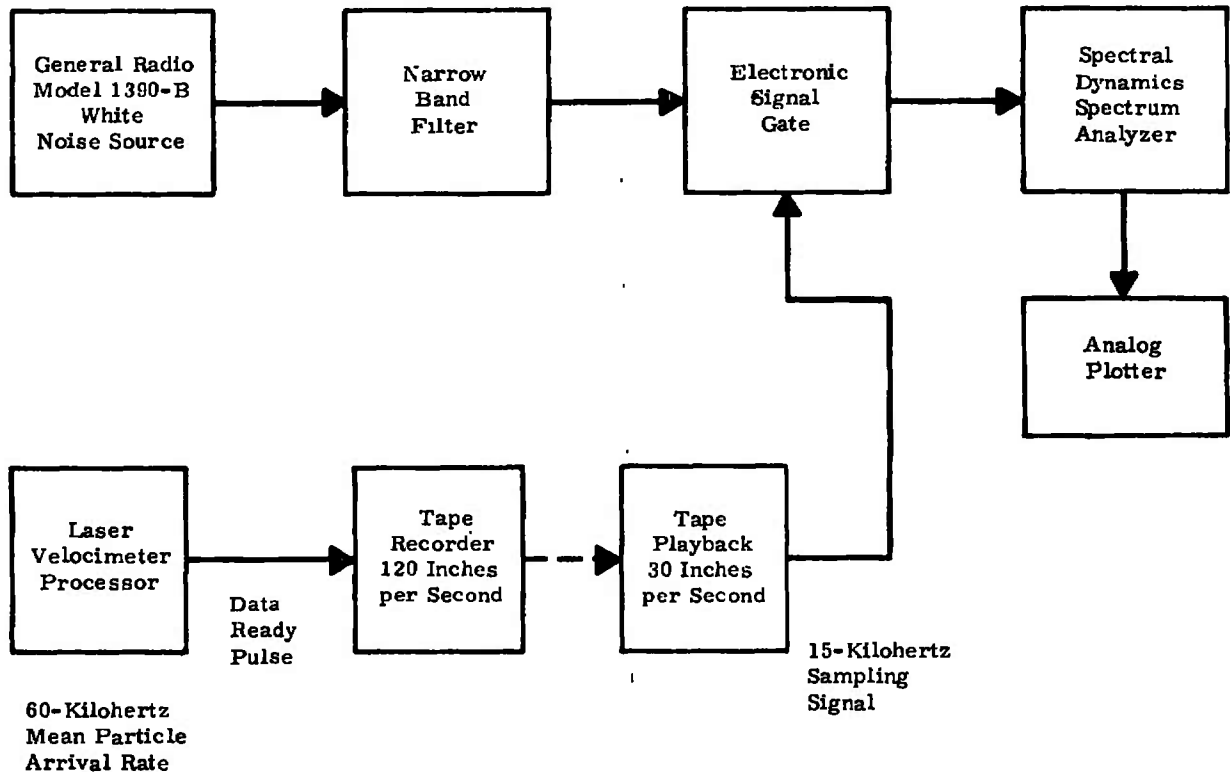 General Radio
Model 1390-B
White
Noise Source
Narrow
Band
Filter
Electronic
Signal
Gate
Spectral
Dynamics
Spectrum
Analyzer
Analog
Plotter
Laser
Velocimeter
Processor
Data
Ready
Pulse
Tape
Recorder
120 Inches
per Second
Tape
Playback
30 Inches
per Second
15-Kilohertz
Sampling
Signal
60-Kilohertz
Mean Particle
Arrival Rate